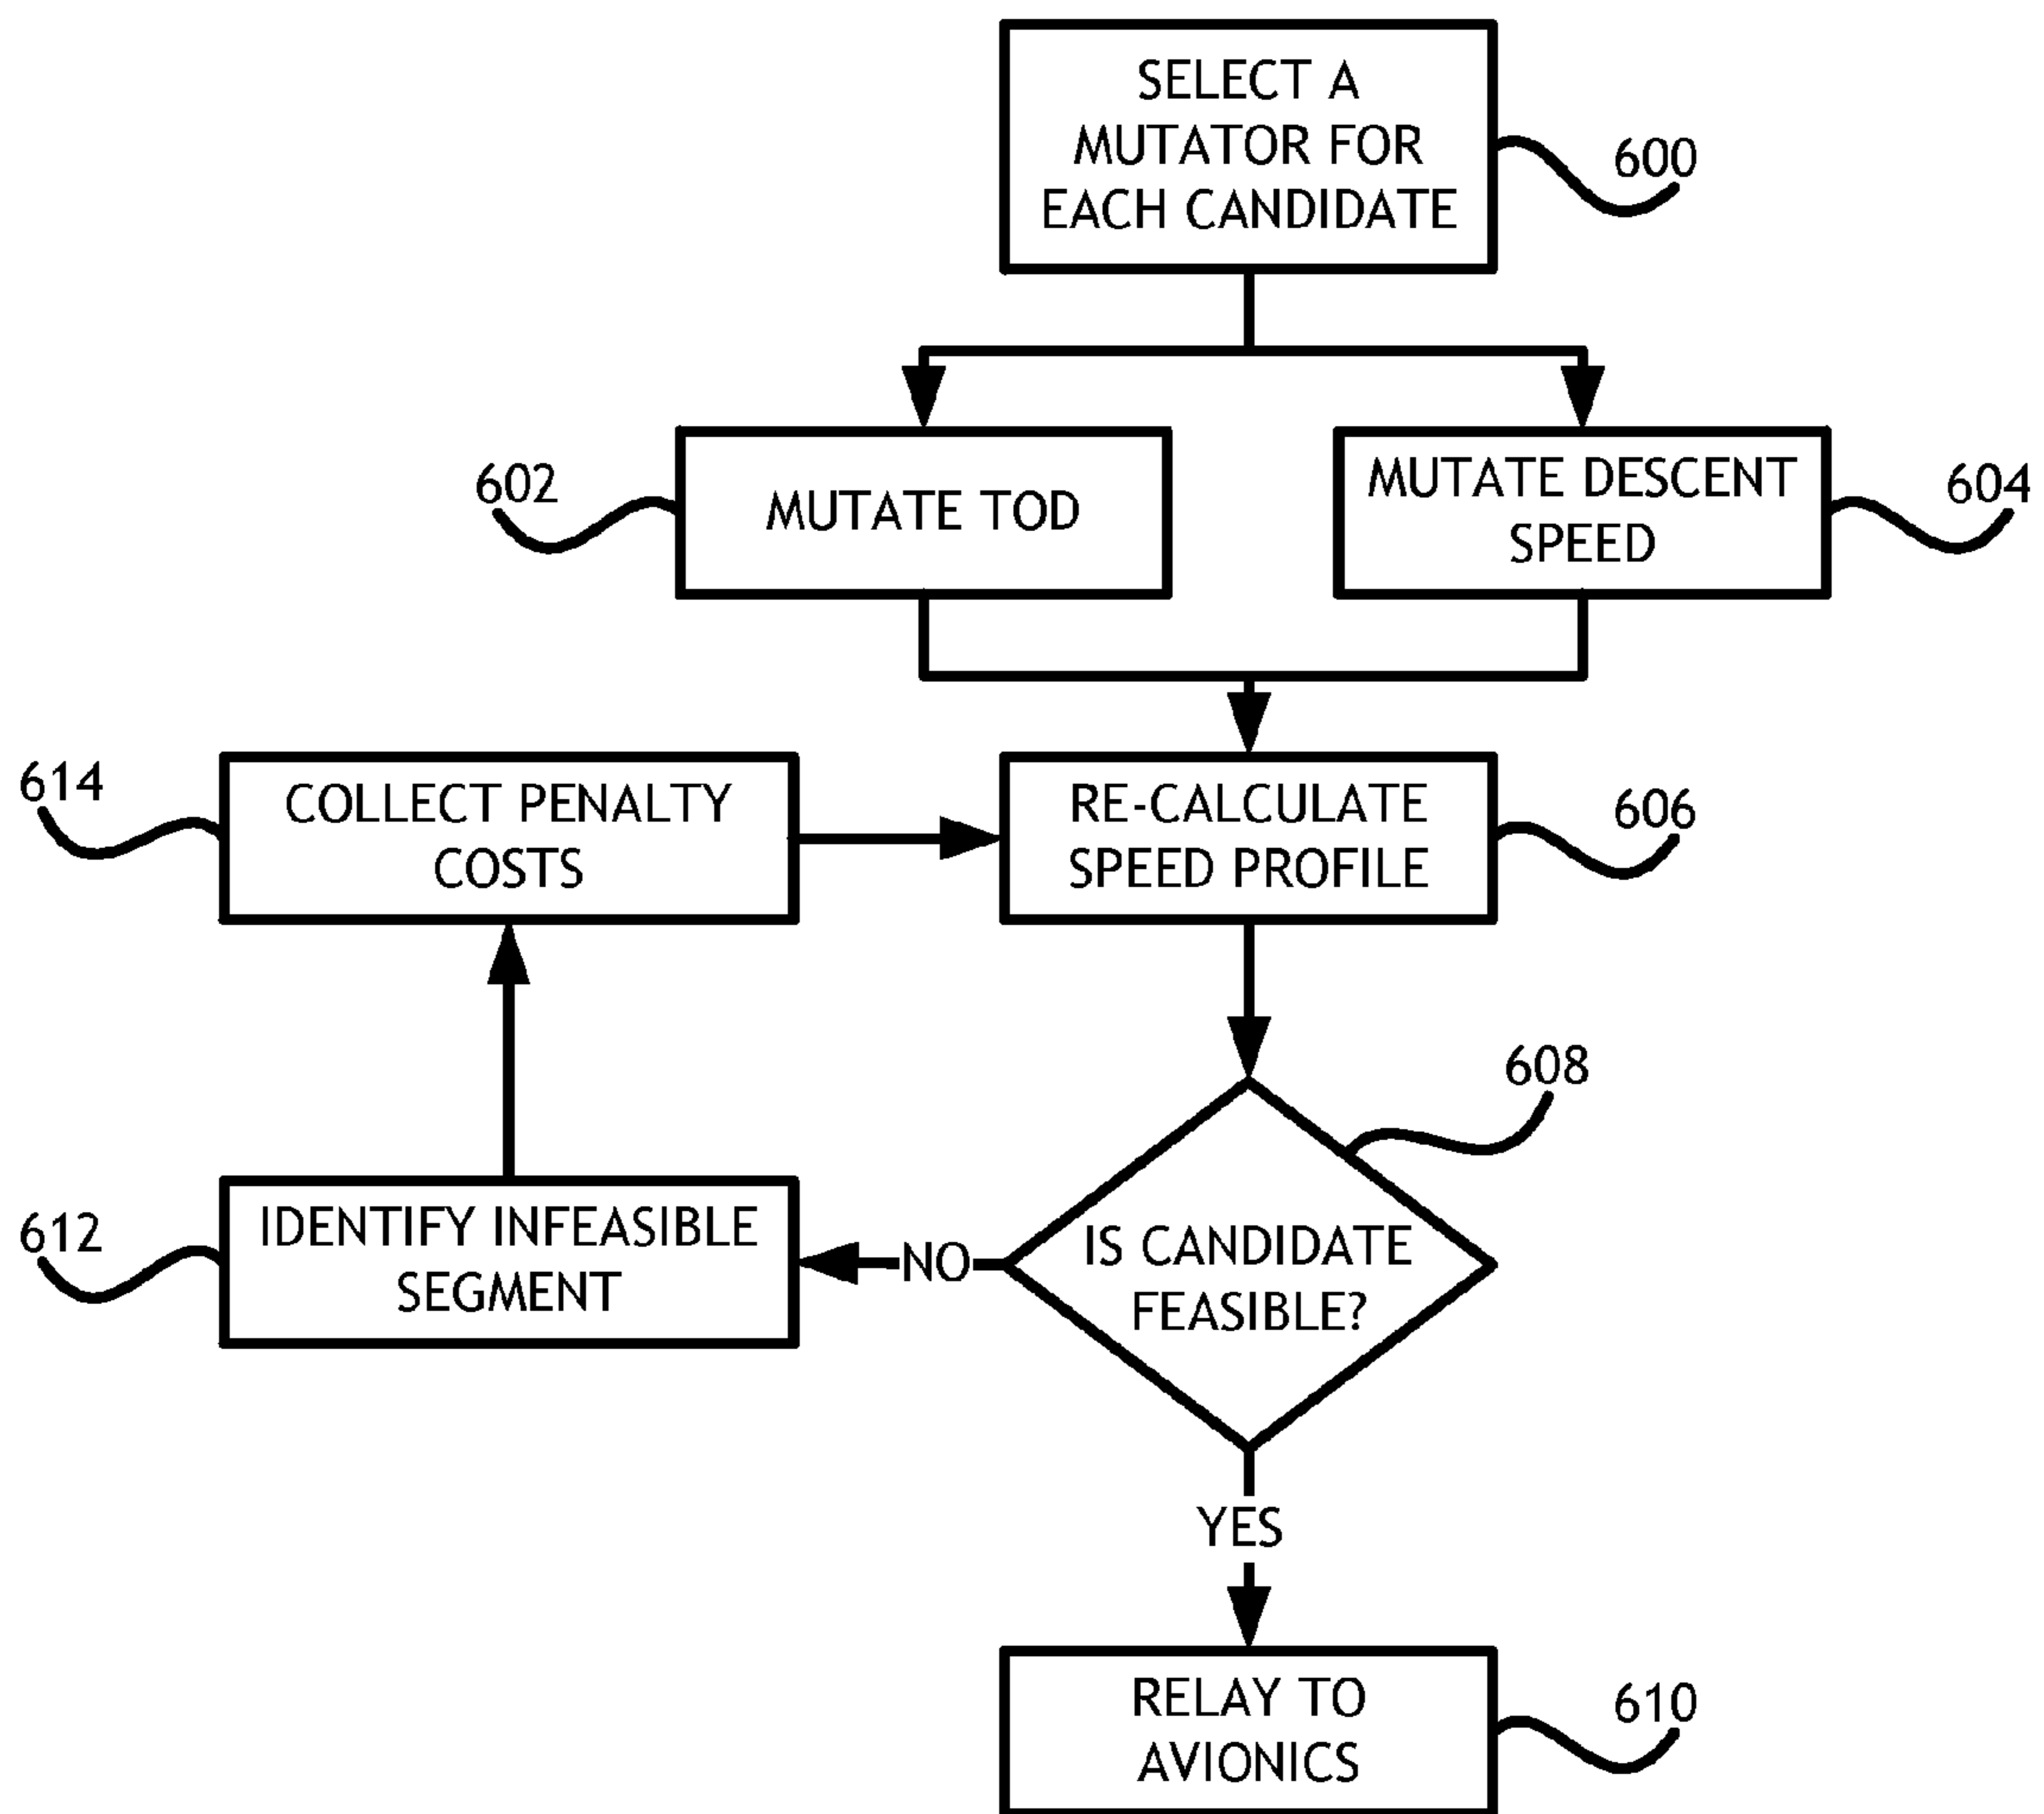 SELECT A
MUTATOR FOR
EACH CANDIDATE
600
602
MUTATE TOD
MUTATE DESCENT
SPEED
604
614
COLLECT PENALTY
COSTS
RE-CALCULATE
SPEED PROFILE
606
608
612
IDENTIFY INFEASIBLE
SEGMENT
NO
IS CANDIDATE
FEASIBLE?
YES
RELAY TO
AVIONICS
610